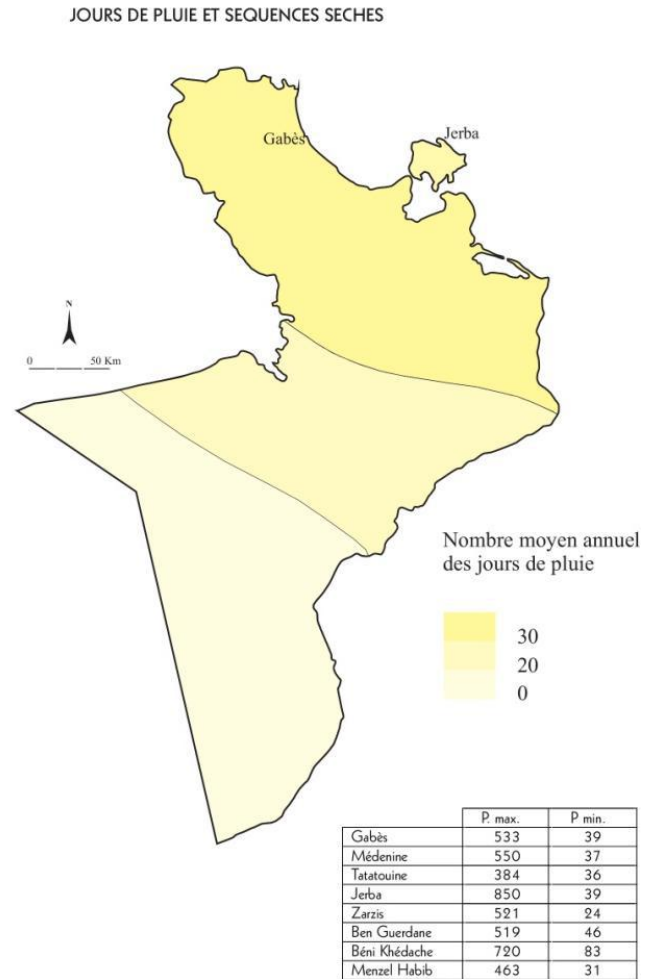 JOURS DE PLUIE ET SEQUENCES SECHES
Jerba
Gabès
N
0 50 Km
Nombre moyen annuel
des jours de pluie
30
20
0
P. max. P min.
Gabès 533 39
Médenine 550 37
Tatatouine 384 36
Jerba 850 39
Zarzis 521 24
Ben Guerdane 519 46
Béni Khédache 720 83
Menzel Habib 463 31